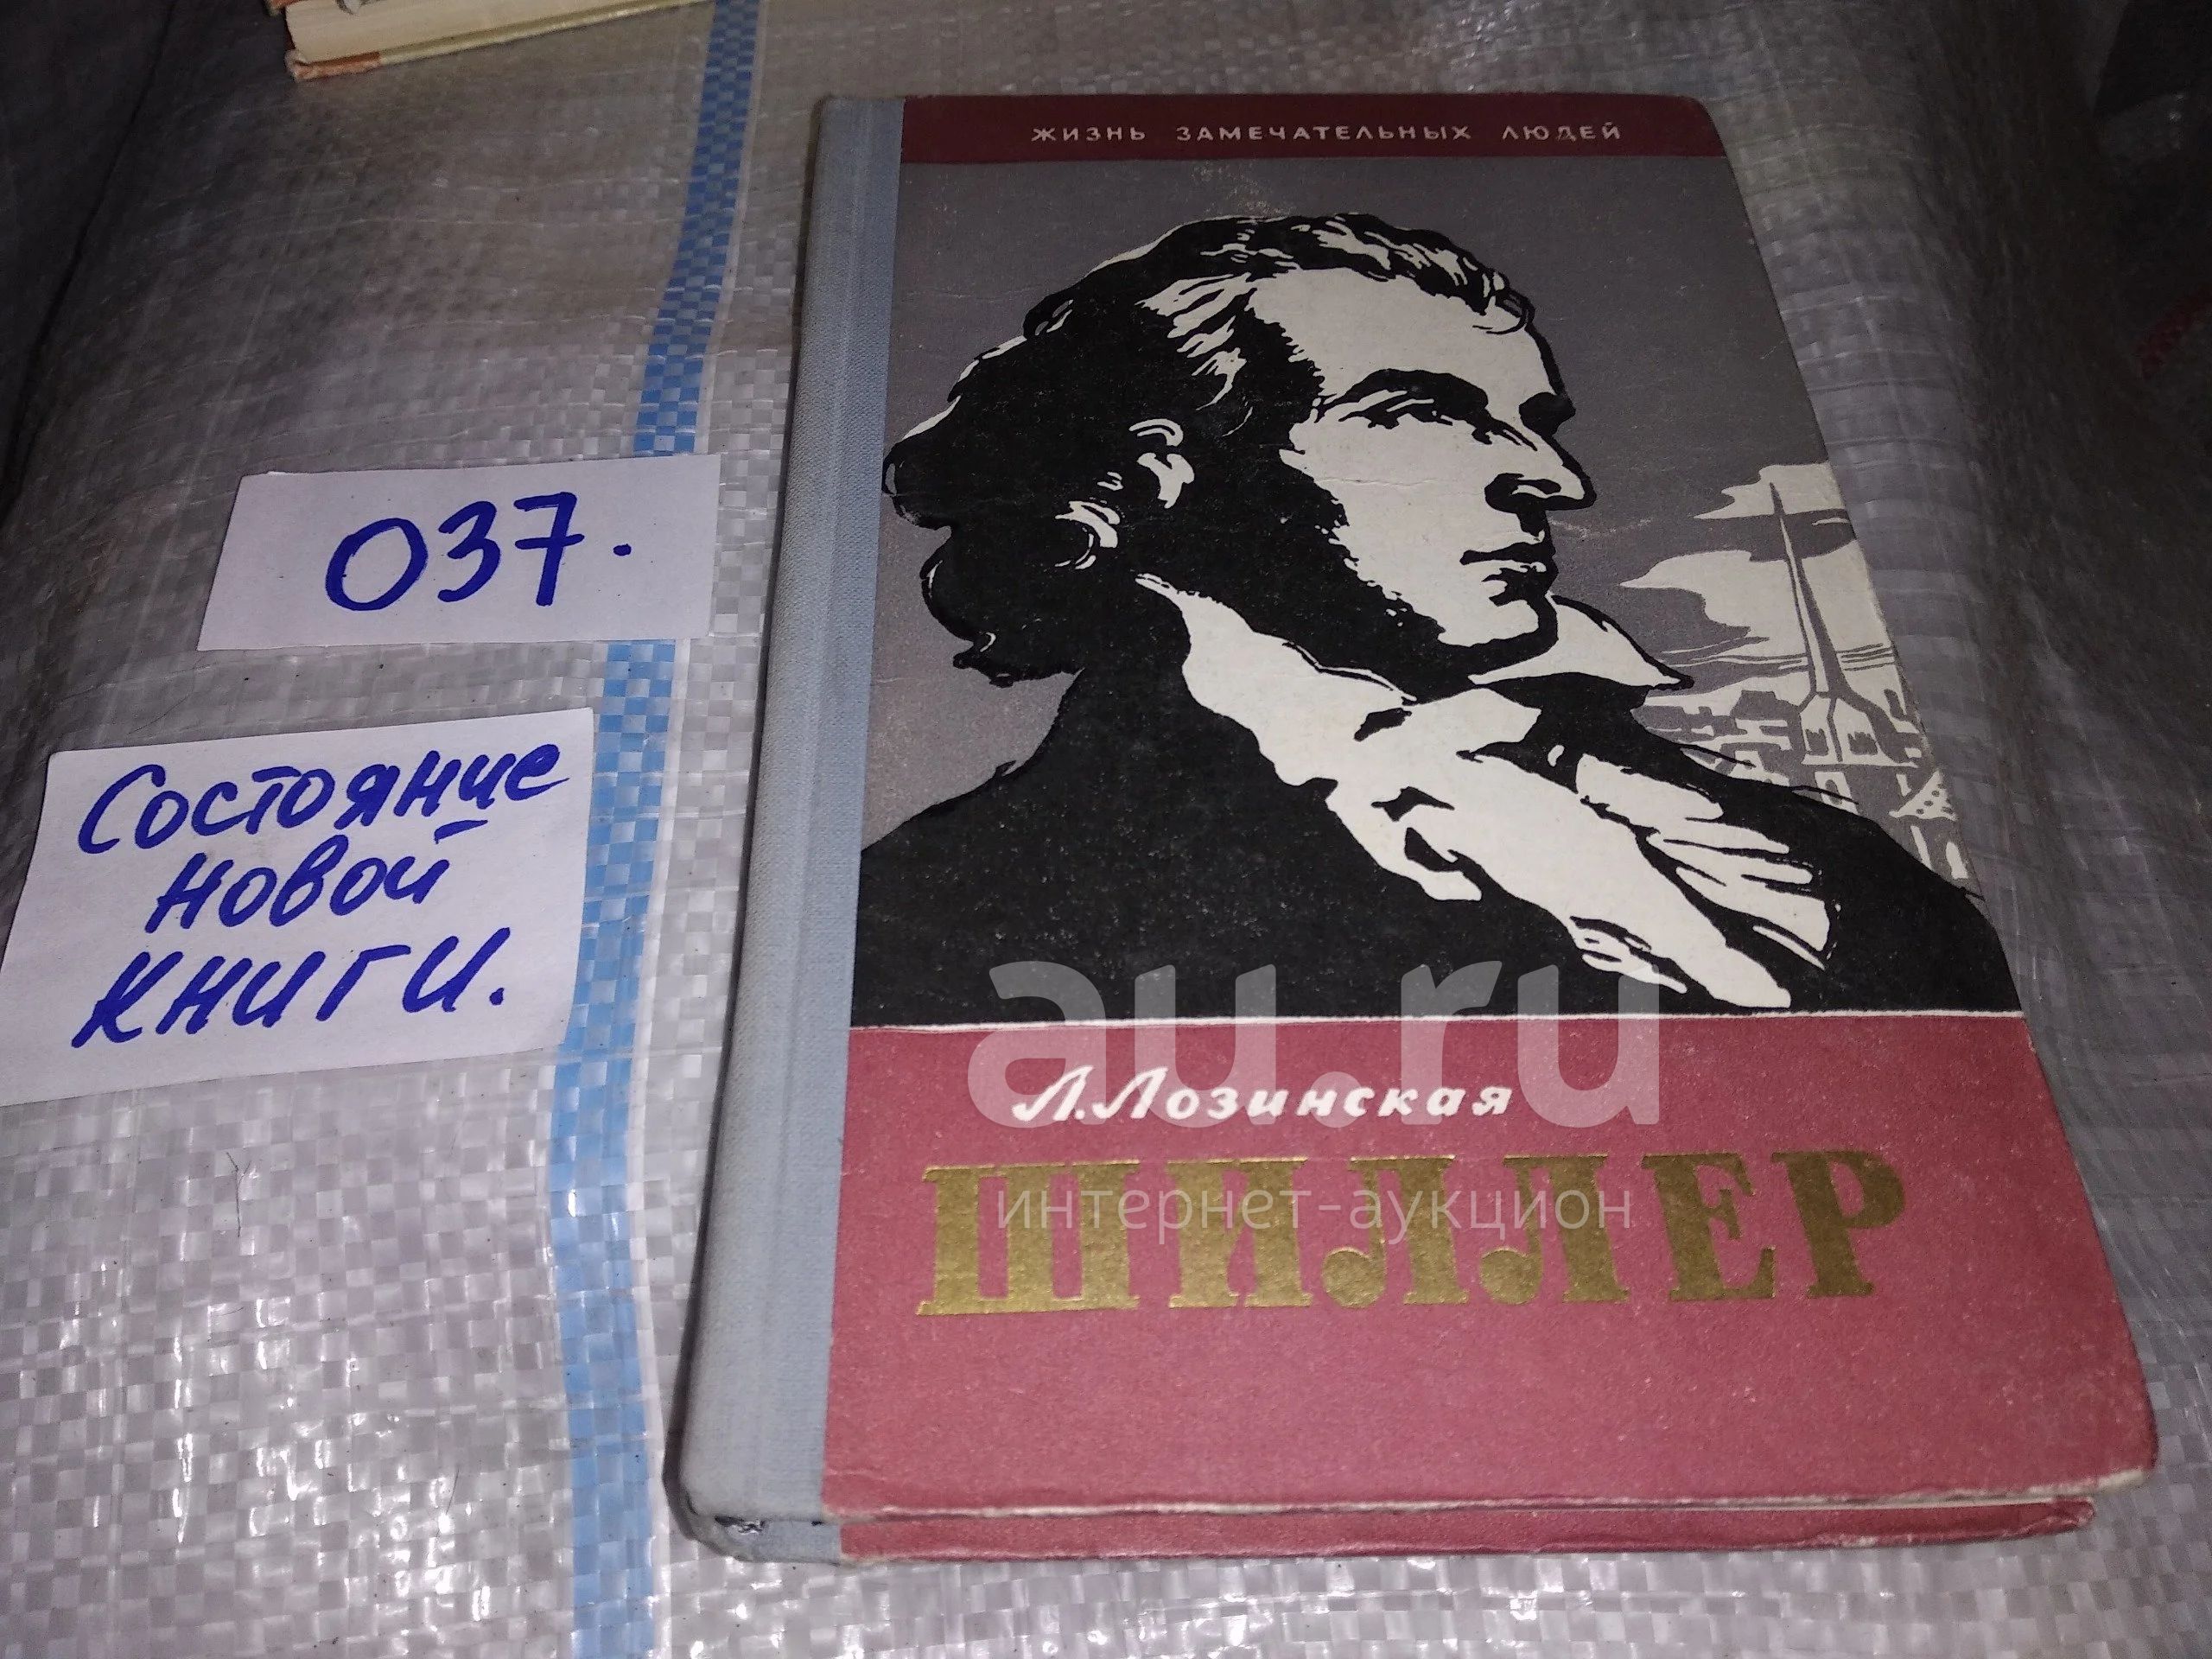 ЖИЗНЬ ЗАМЕЧАТЕЛЬНЫХ ЛЮДЕЙ
037.
Состояние
новой
книги.
au.ru
Л. Лозинская
ШИЛЛЕР
интернет-аукцион